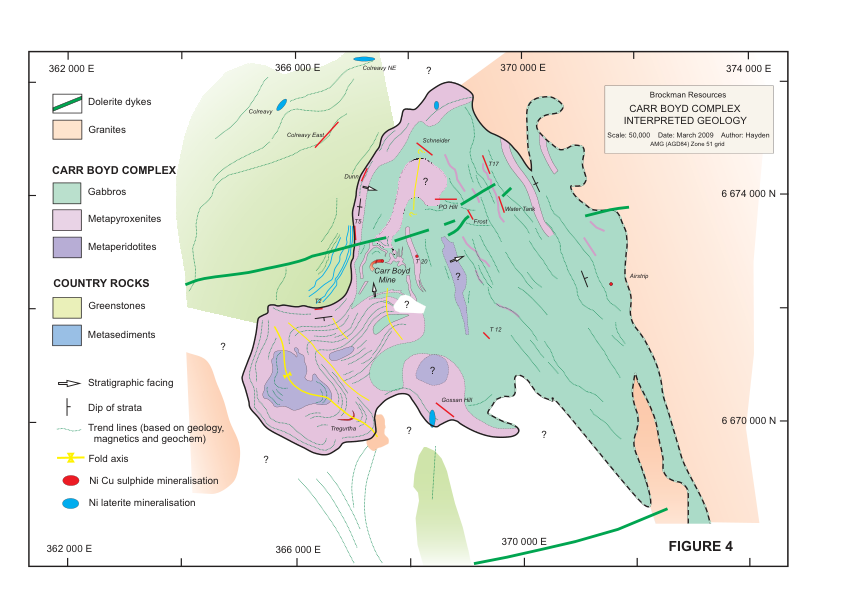 362 000 E
366 000 E
370 000 E
374 000 E
Colreavy NE
?
Brockman Resources
CARR BOYD COMPLEX
INTERPRETED GEOLOGY
Scale: 50,000 Date: March 2009 Author: Hayden
AMG (AGD84) Zone 51 grid
Dolerite dykes
Granites
Colreavy
Colreavy East
Schneider
CARR BOYD COMPLEX
Gabbros
Metapyroxenites
Metaperidotites
Dunn
T17
?
6 674 000 N
PO Hill
Water Tank
T5
Frost
T 20
Carr Boyd
Mine
?
Airstrip
COUNTRY ROCKS
Greenstones
Metasediments
T2
?
T 12
?
?
Stratigraphic facing
Dip of strata
Trend lines (based on geology,
magnetics and geochem)
Fold axis
Ni Cu sulphide mineralisation
Ni laterite mineralisation
Gossan Hill
Tregurtha
?
?
?
6 670 000 N
362 000 E
366 000 E
370 000 E
FIGURE 4